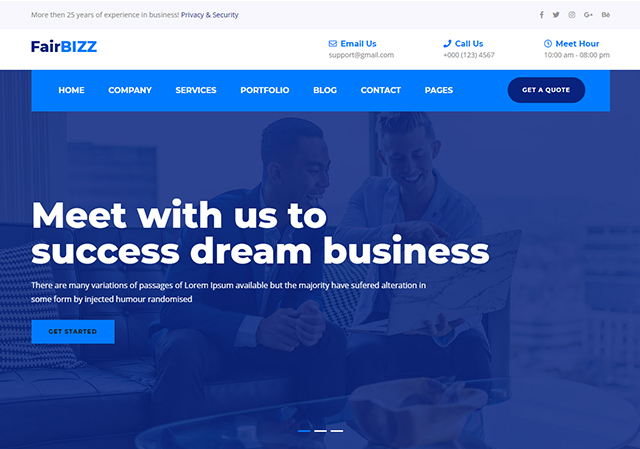 More then 25 years of experience in business! Privacy & Security
FairBIZZ
Email Us
support@gmail.com
Call Us
+000 (123) 4567
Meet Hour
10:00 am - 08:00 pm
HOME COMPANY SERVICES PORTFOLIO BLOG CONTACT PAGES GET A QUOTE
Meet with us to
success dream business
There are many variations of passages of Lorem Ipsum available but the majority have sufered alteration in
some form by injected humour randomised
GET STARTED